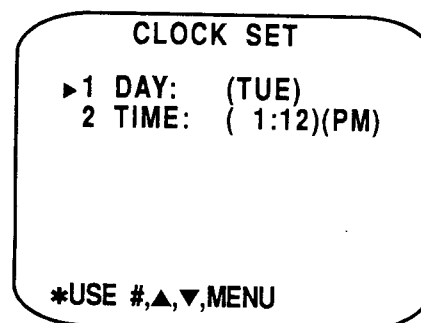 CLOCK SET
▶1 DAY: (TUE)
2 TIME: ( 1:12)(PM)
✱USE #,▲,▼,MENU